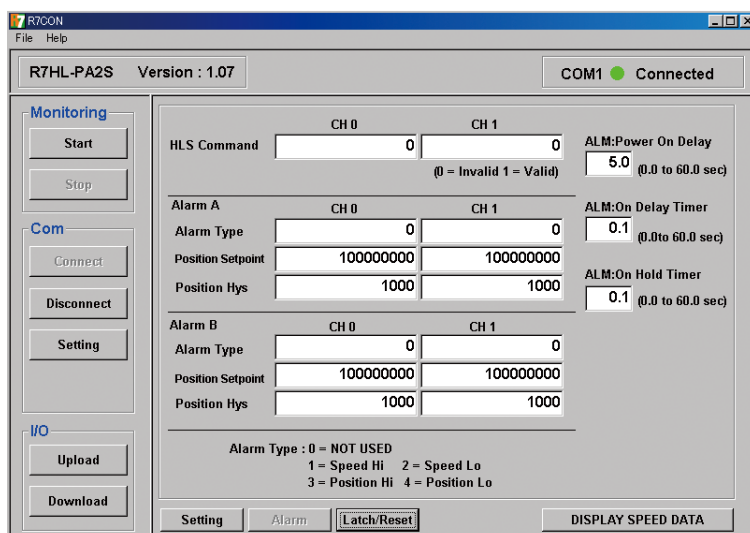 R7 R7CON
File Help
R7HL-PA2S Version : 1.07
COM1 Connected
Monitoring
Start
Stop
Com
Connect
Disconnect
Setting
I/O
Upload
Download
CH 0 CH 1
HLS Command 0 0
(0 = Invalid 1 = Valid)
Alarm A CH 0 CH 1
Alarm Type 0 0
Position Setpoint 100000000 100000000
Position Hys 1000 1000
Alarm B CH 0 CH 1
Alarm Type 0 0
Position Setpoint 100000000 100000000
Position Hys 1000 1000
Alarm Type : 0 = NOT USED
1 = Speed Hi 2 = Speed Lo
3 = Position Hi 4 = Position Lo
ALM:Power On Delay
5.0 (0.0 to 60.0 sec)
ALM:On Delay Timer
0.1 (0.0to 60.0 sec)
ALM:On Hold Timer
0.1 (0.0 to 60.0 sec)
Setting Alarm Latch/Reset DISPLAY SPEED DATA